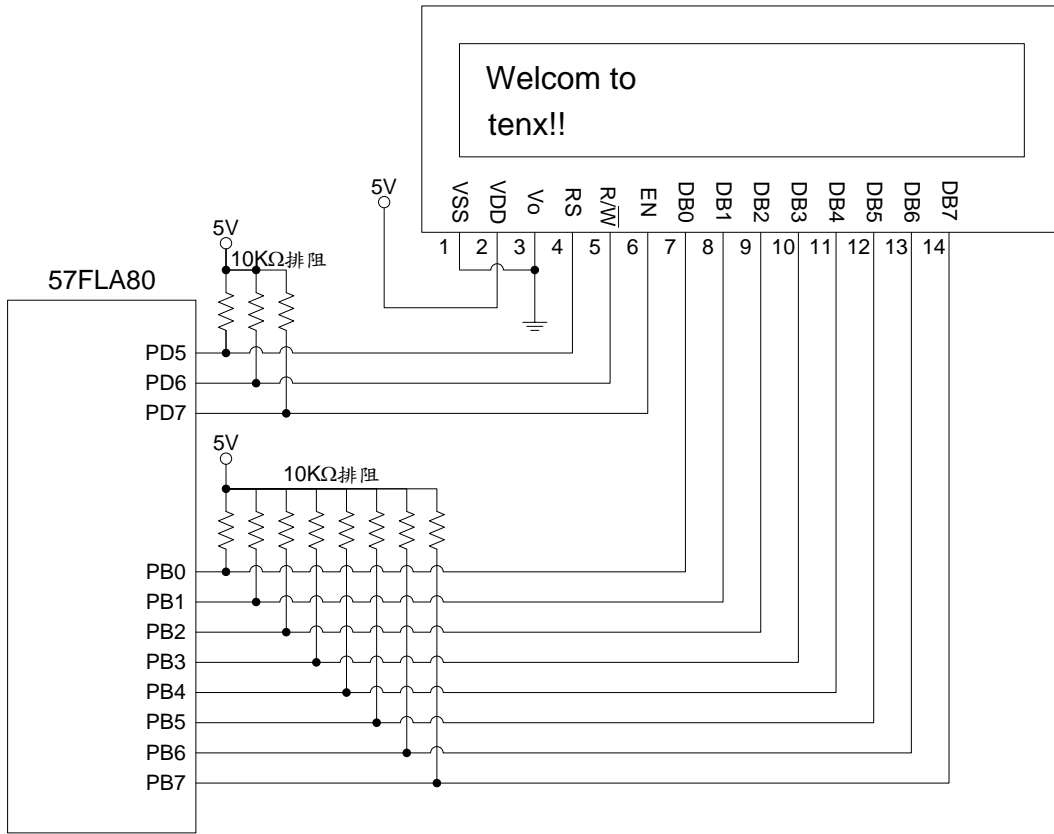 Welcom to
tenx!!
VSS
VDD
Vo
RS
R/W
EN
DB0
DB1
DB2
DB3
DB4
DB5
DB6
DB7
1
2
3
4
5
6
7
8
9
10
11
12
13
14
5V
5V
10KΩ排阻
57FLA80
PD5
PD6
PD7
5V
10KΩ排阻
PB0
PB1
PB2
PB3
PB4
PB5
PB6
PB7